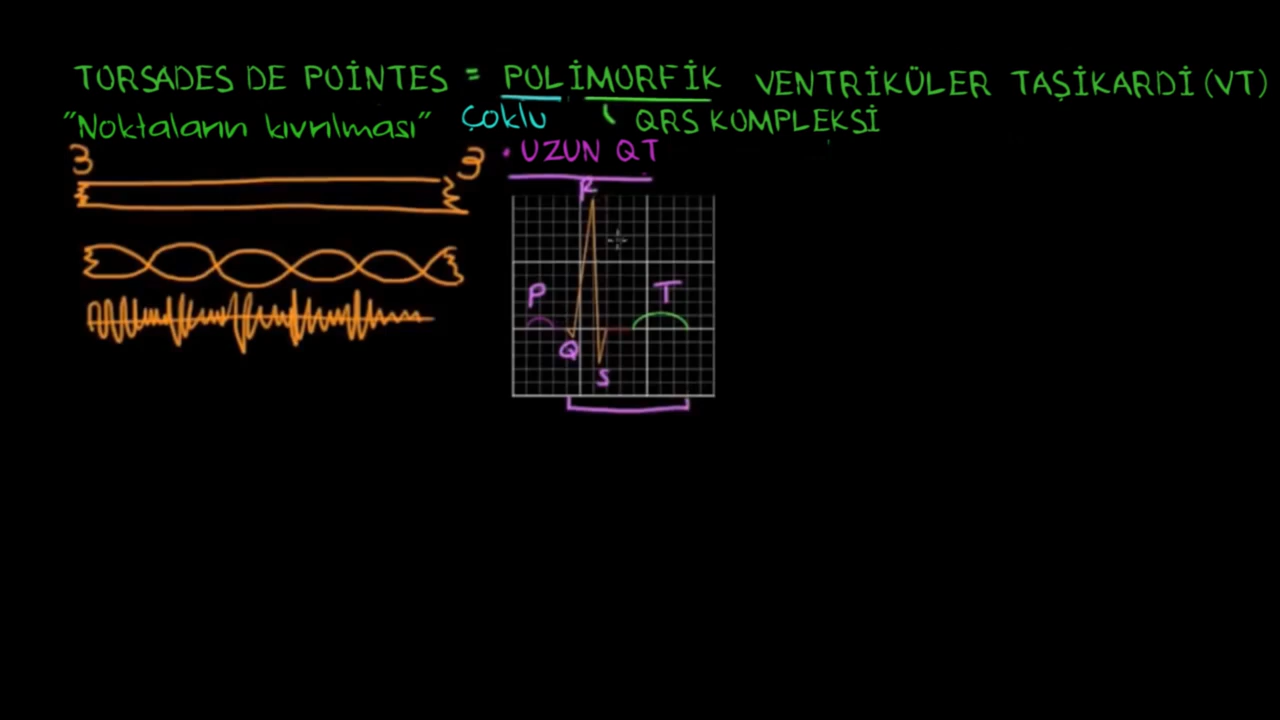 TORSADES DE POİNTES = POLİMORFİK VENTRİKÜLER TAŞİKARDİ (VT)
"Noktaların kıvrılması" çoklu QRS KOMPLEKSİ
• UZUN QT
R
P T
Q
S